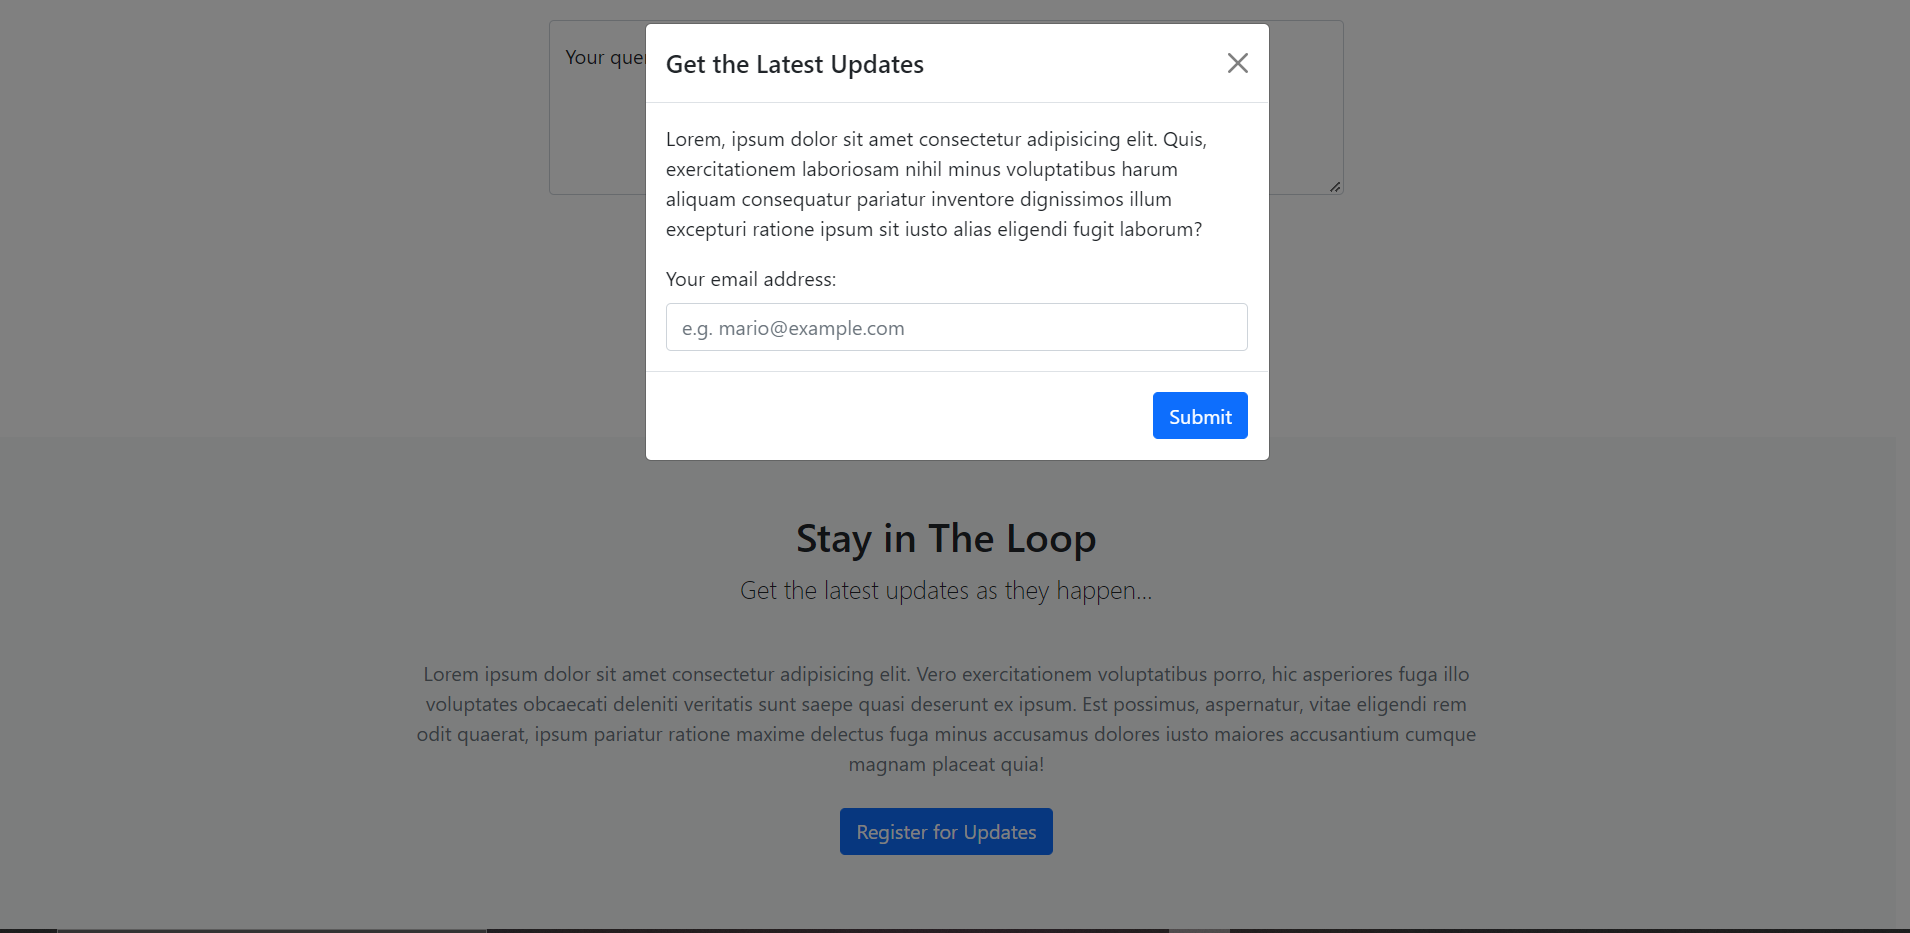 Your quer
Get the Latest Updates
Lorem, ipsum dolor sit amet consectetur adipisicing elit. Quis,
exercitationem laboriosam nihil minus voluptatibus harum
aliquam consequatur pariatur inventore dignissimos illum
excepturi ratione ipsum sit iusto alias eligendi fugit laborum?
Your email address:
e.g. mario@example.com
Submit
Stay in The Loop
Get the latest updates as they happen...
Lorem ipsum dolor sit amet consectetur adipisicing elit. Vero exercitationem voluptatibus porro, hic asperiores fuga illo
voluptates obcaecati deleniti veritatis sunt saepe quasi deserunt ex ipsum. Est possimus, aspernatur, vitae eligendi rem
odit quaerat, ipsum pariatur ratione maxime delectus fuga minus accusamus dolores iusto maiores accusantium cumque
magnam placeat quia!
Register for Updates